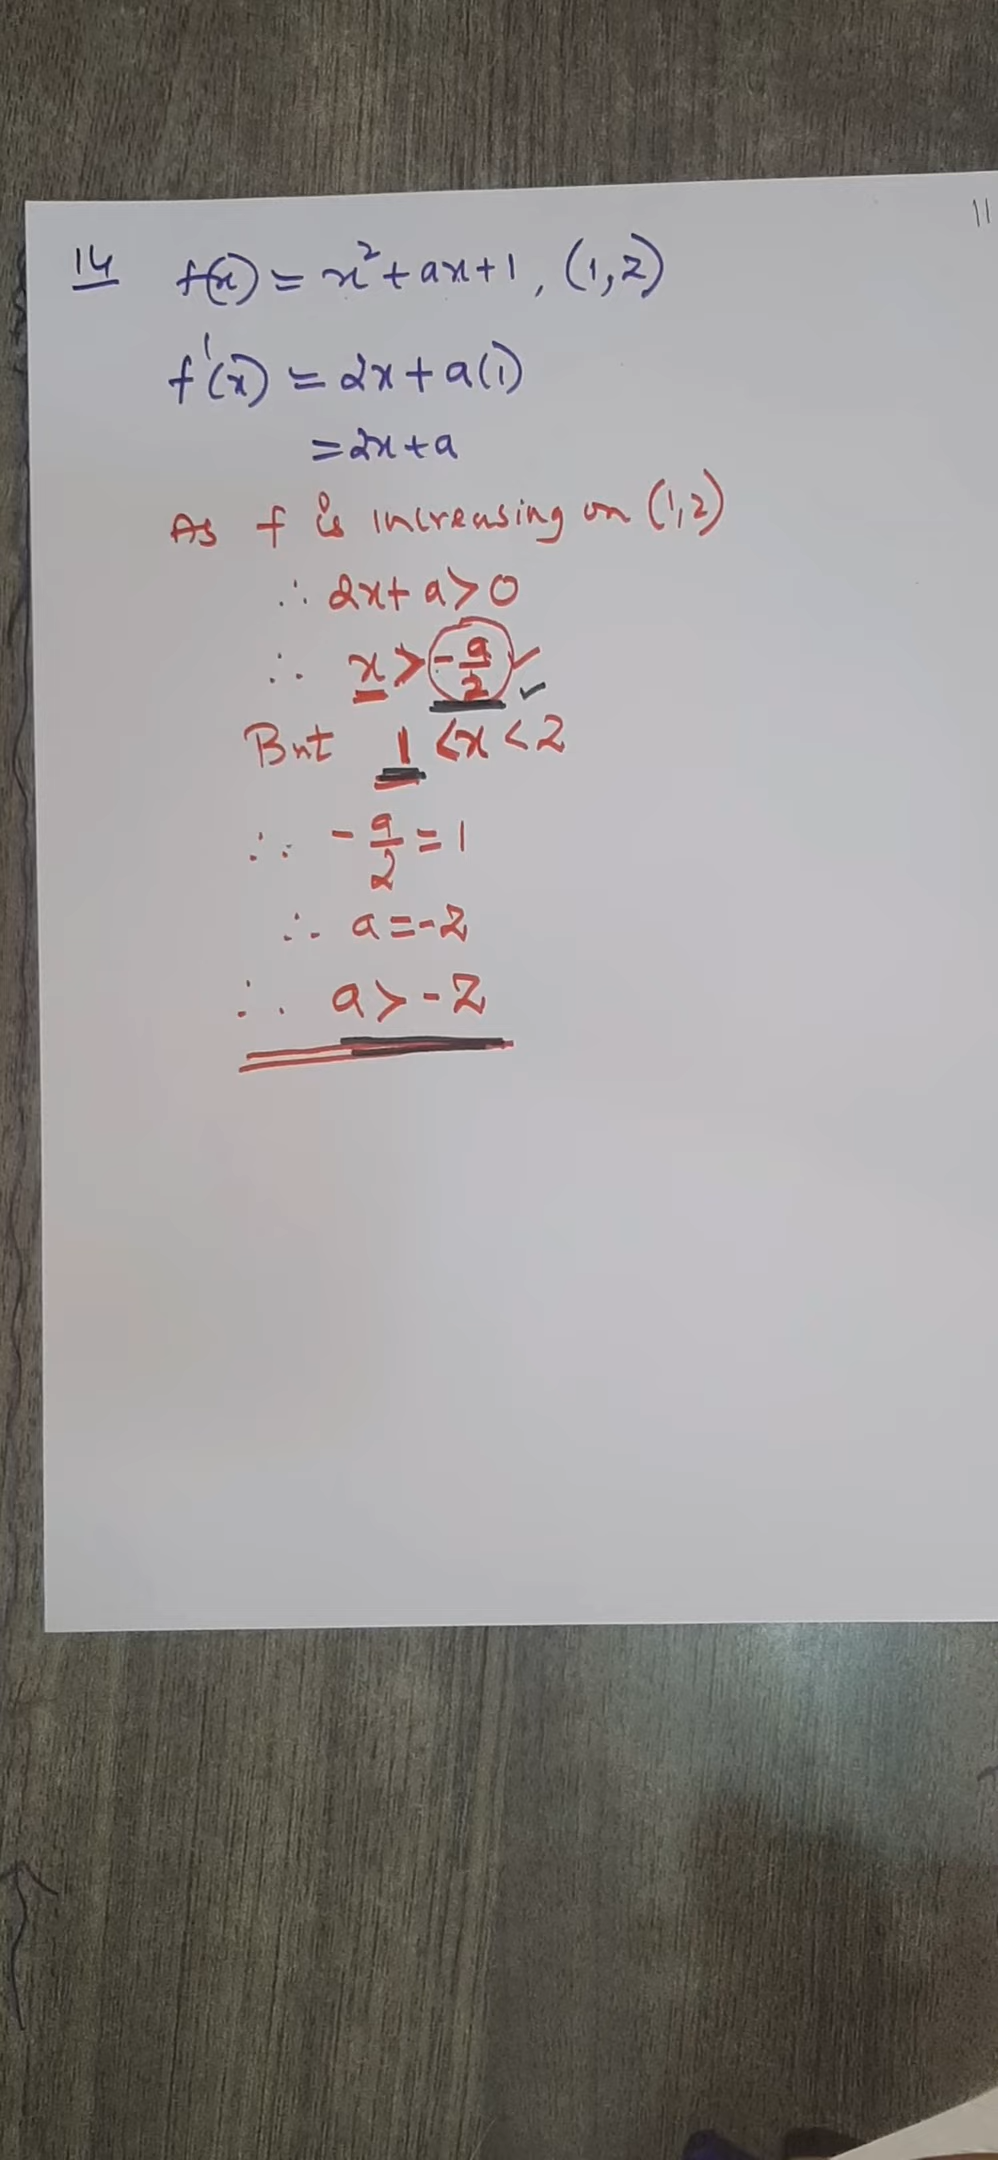 11
14 f(x) = x² + ax + 1, (1,2)
f'(x) = 2x + a(1)
= 2x + a
As f is increasing on (1,2)
∴ 2x + a > 0
∴ x > -a/2 ✓ ✓
But 1 < x < 2
∴ -a/2 = 1
∴ a = -2
∴ a > -2